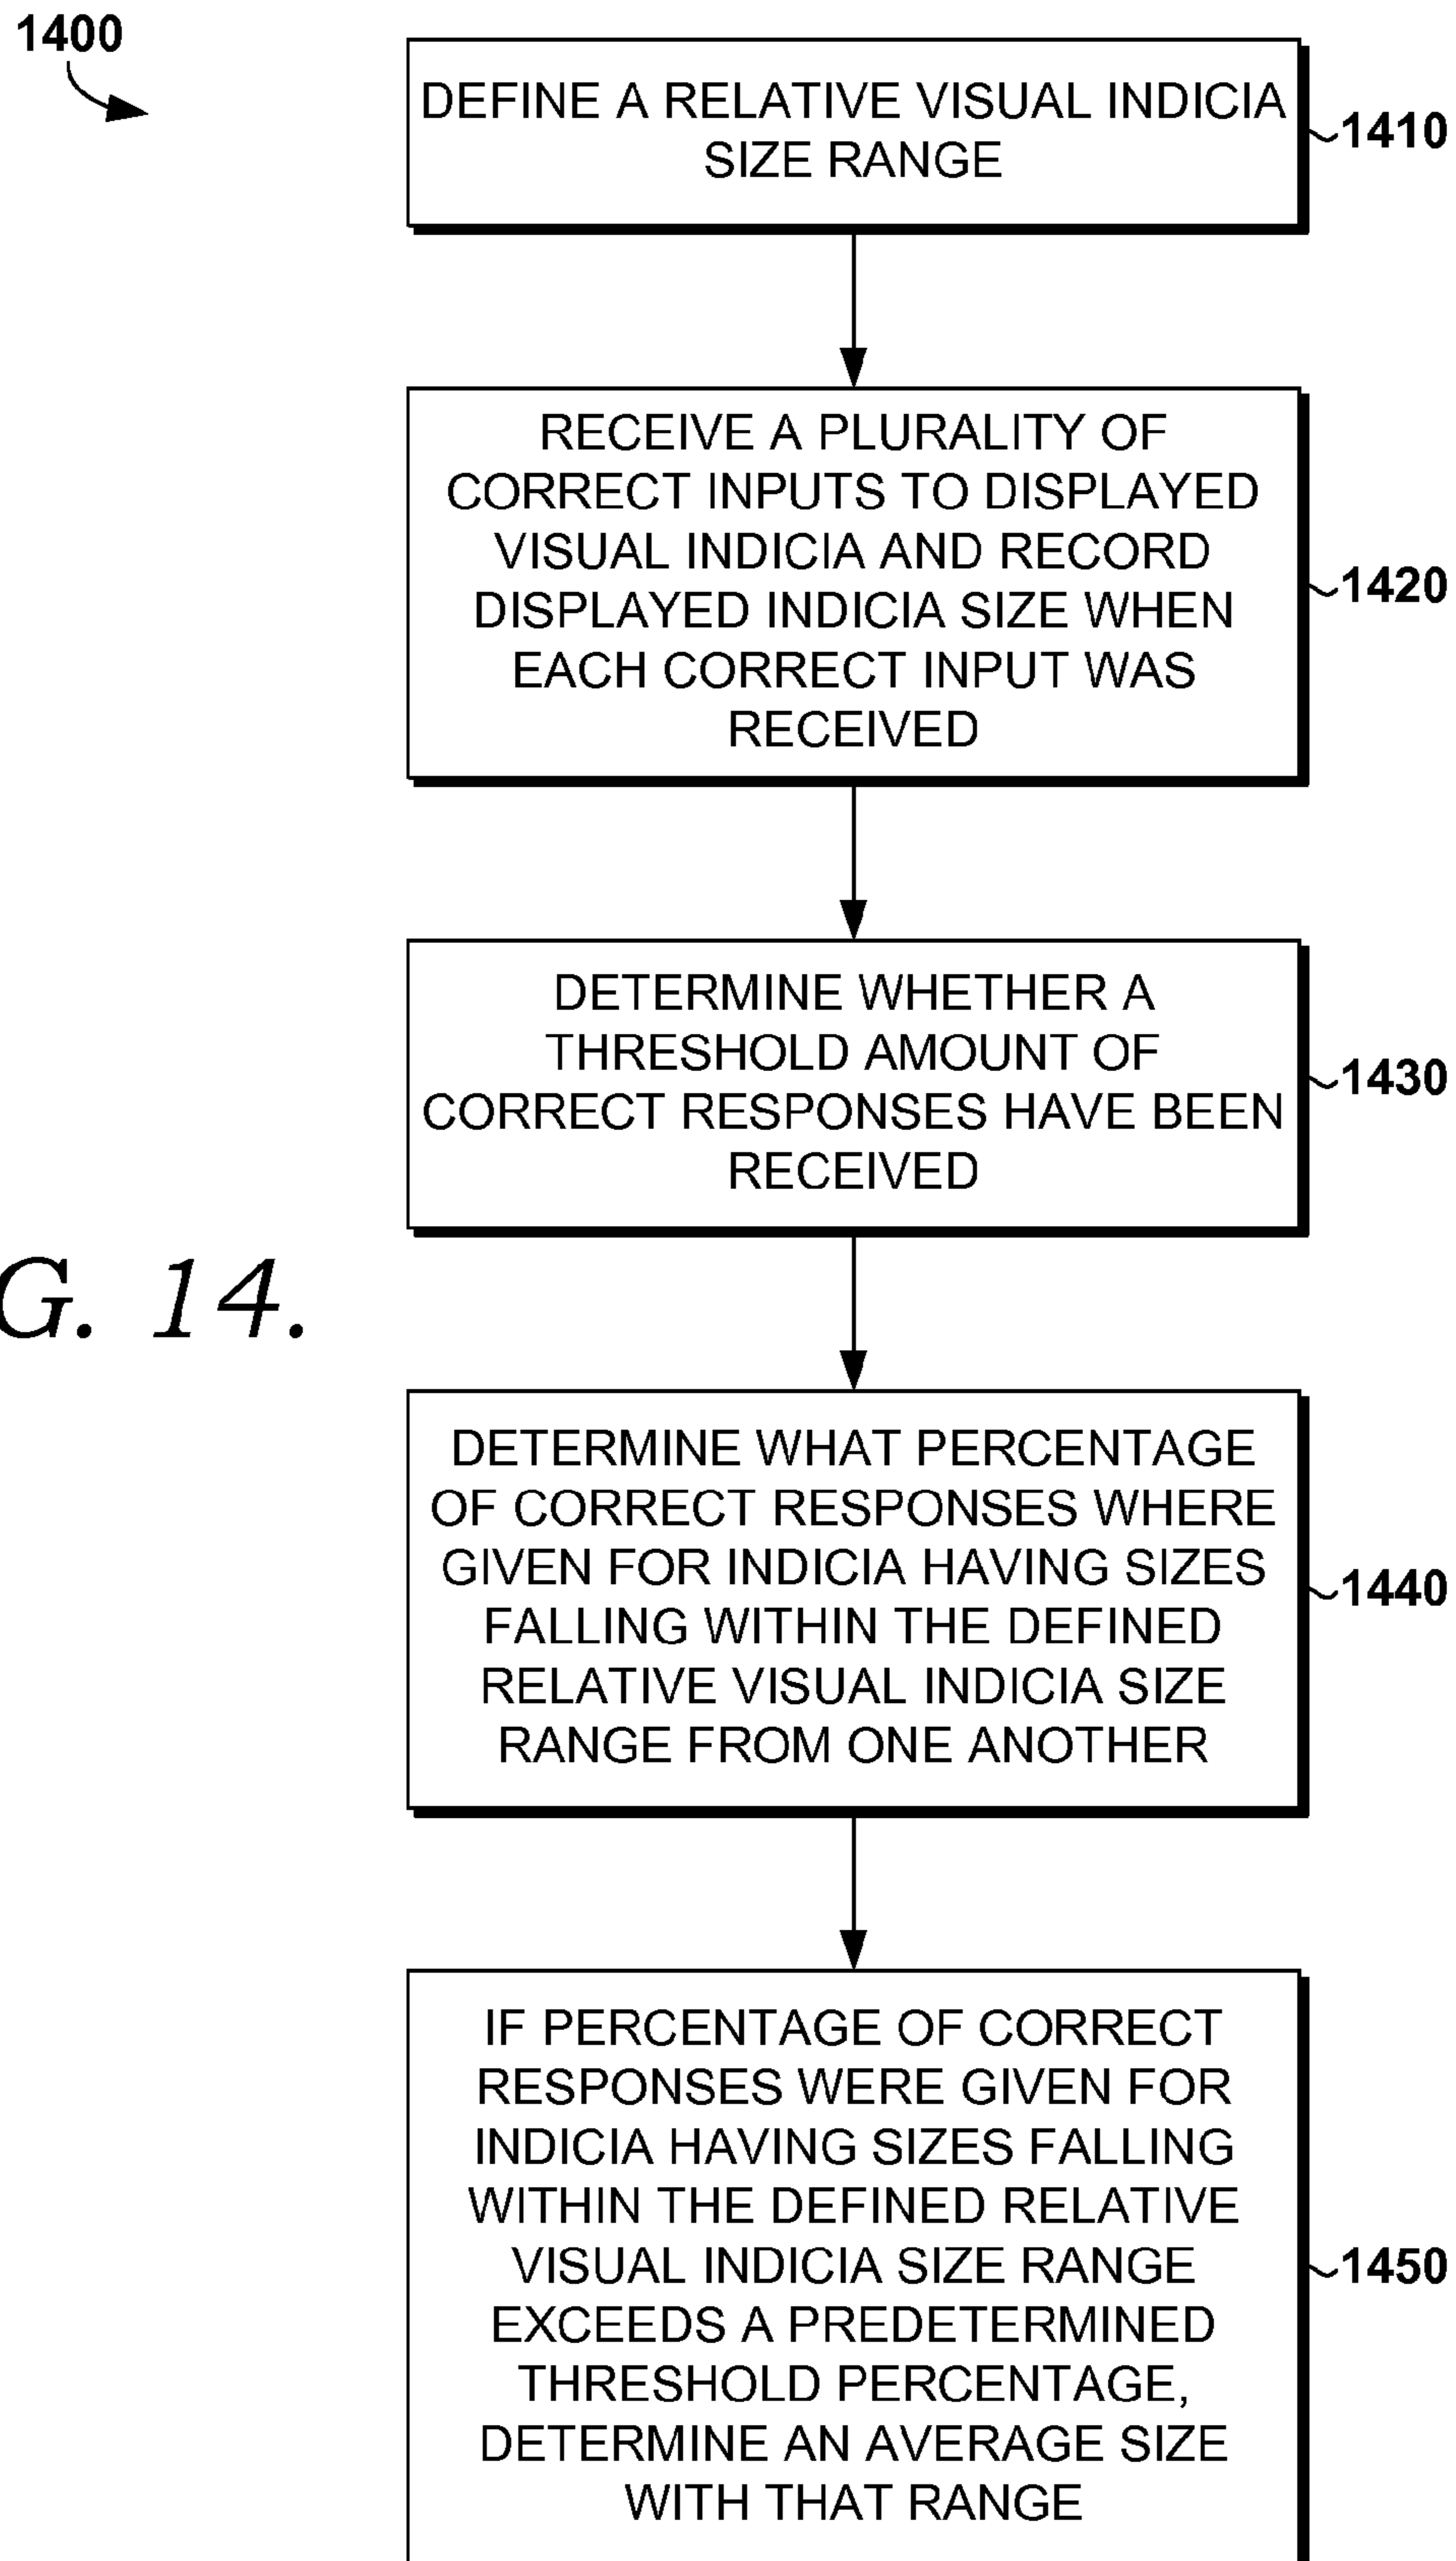 1400
DEFINE A RELATIVE VISUAL INDICIA
SIZE RANGE
1410
RECEIVE A PLURALITY OF
CORRECT INPUTS TO DISPLAYED
VISUAL INDICIA AND RECORD
DISPLAYED INDICIA SIZE WHEN
EACH CORRECT INPUT WAS
RECEIVED
1420
DETERMINE WHETHER A
THRESHOLD AMOUNT OF
CORRECT RESPONSES HAVE BEEN
RECEIVED
1430
G. 14.
DETERMINE WHAT PERCENTAGE
OF CORRECT RESPONSES WHERE
GIVEN FOR INDICIA HAVING SIZES
FALLING WITHIN THE DEFINED
RELATIVE VISUAL INDICIA SIZE
RANGE FROM ONE ANOTHER
1440
IF PERCENTAGE OF CORRECT
RESPONSES WERE GIVEN FOR
INDICIA HAVING SIZES FALLING
WITHIN THE DEFINED RELATIVE
VISUAL INDICIA SIZE RANGE
EXCEEDS A PREDETERMINED
THRESHOLD PERCENTAGE,
DETERMINE AN AVERAGE SIZE
WITH THAT RANGE
1450